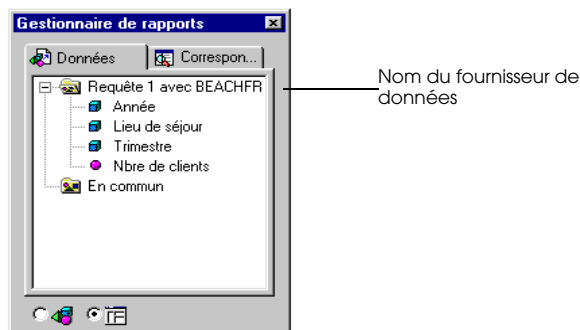 Gestionnaire de rapports
Données
Correspon...
Requête 1 avec BEACHFR
Année
Lieu de séjour
Trimestre
Nbre de clients
En commun
Nom du fournisseur de
données